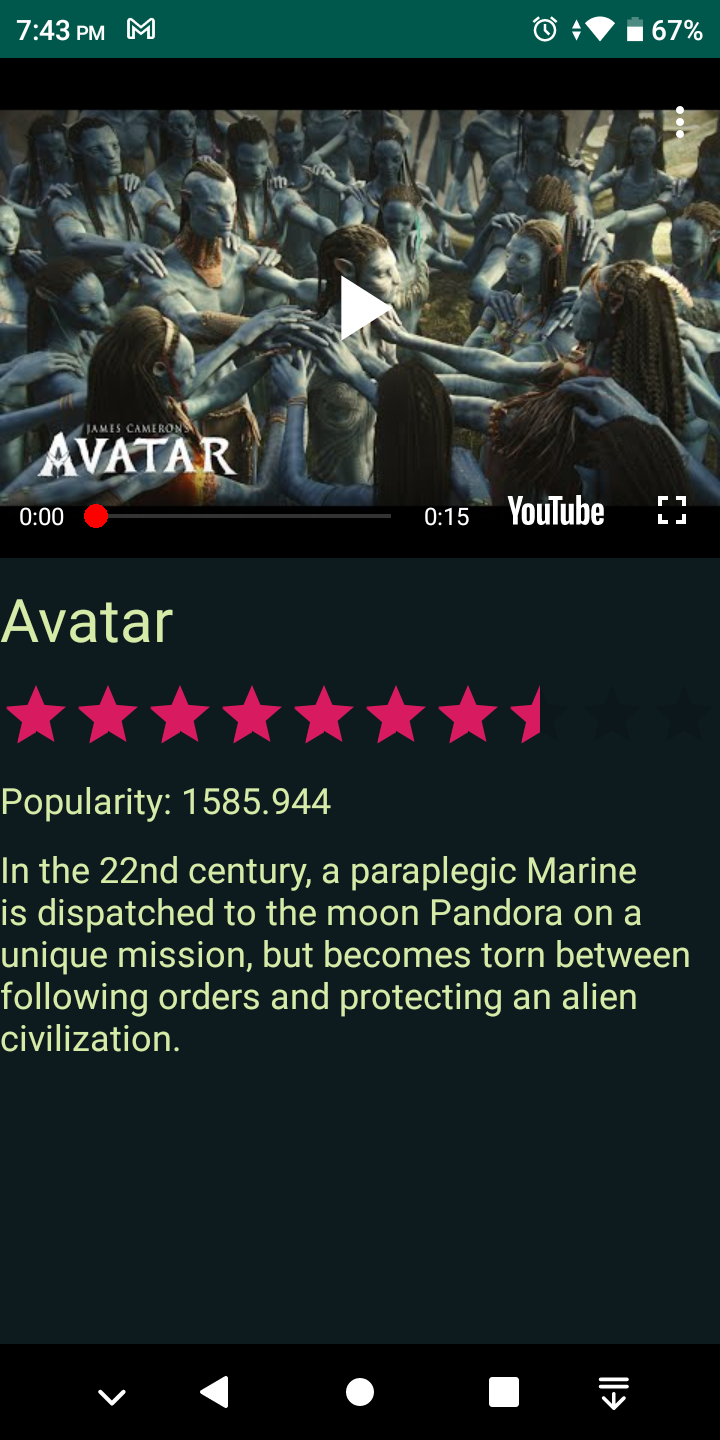 7:43 PM 67%
JAMES CAMERON'S
AVATAR
0:00 0:15 YouTube
Avatar
Popularity: 1585.944
In the 22nd century, a paraplegic Marine
is dispatched to the moon Pandora on a
unique mission, but becomes torn between
following orders and protecting an alien
civilization.